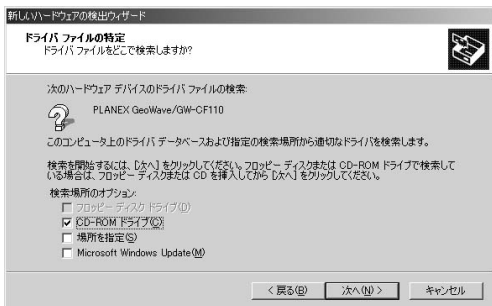 新しいハードウェアの検出ウィザード
ドライバ ファイルの特定
ドライバ ファイルをどこで検索しますか?
次のハードウェア デバイスのドライバ ファイルの検索:
PLANEX GeoWave/GW-CF110
このコンピュータ上のドライバ データベースおよび指定の検索場所から適切なドライバを検索します。
検索を開始するには、[次へ] をクリックしてください。フロッピー ディスクまたは CD-ROM ドライブで検索して
いる場合は、フロッピー ディスクまたは CD を挿入してから [次へ] をクリックしてください。
検索場所のオプション:
フロッピー ディスク ドライブ(D)
CD-ROM ドライブ(C)
場所を指定(S)
Microsoft Windows Update(M)
< 戻る(B) 次へ(N) > キャンセル